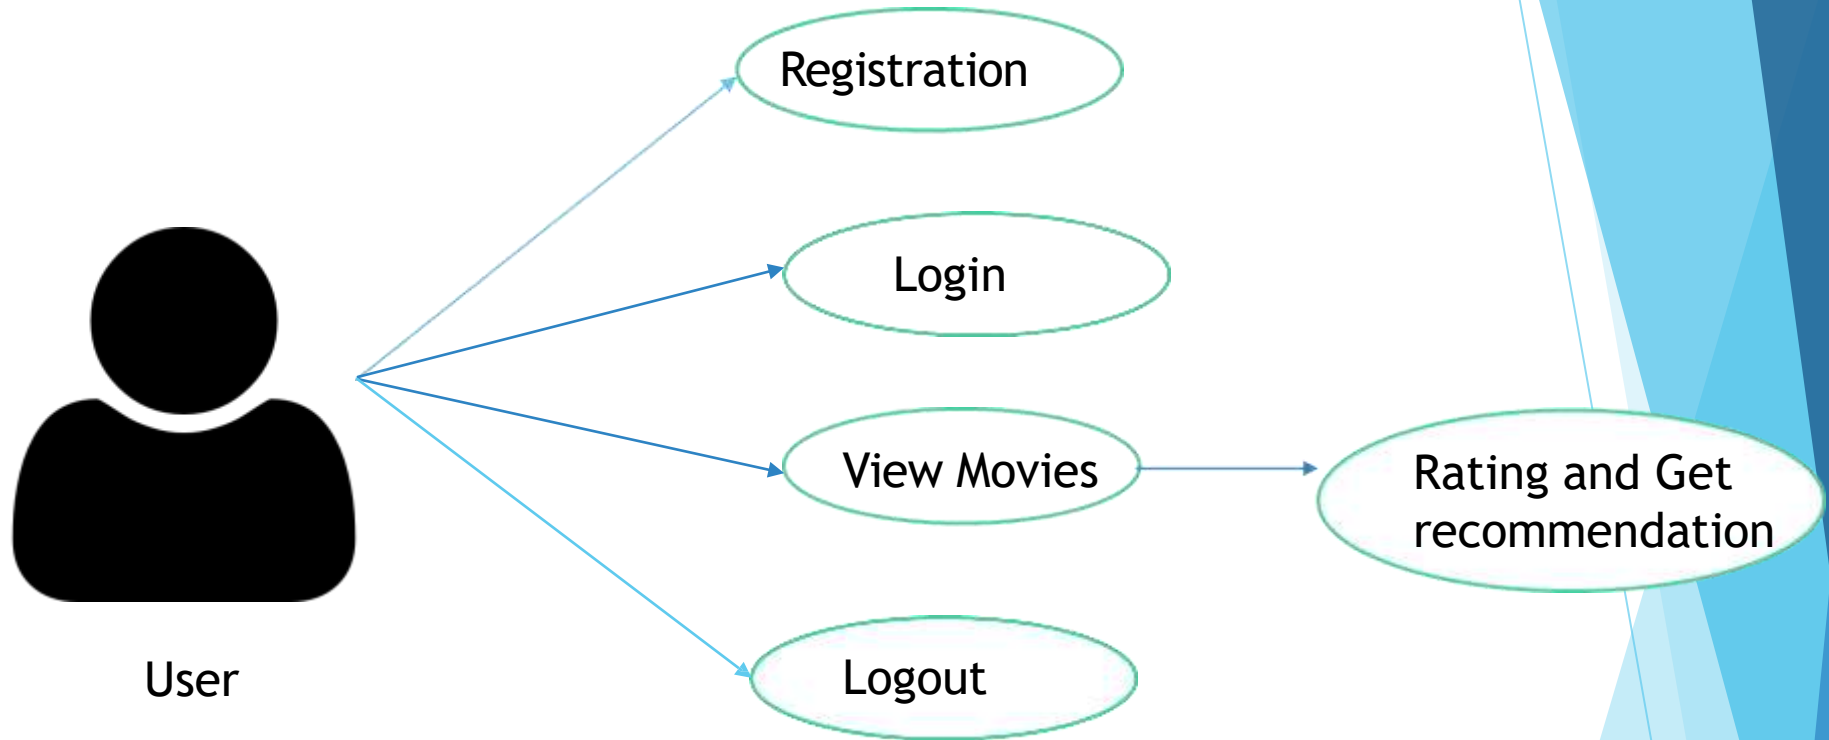 Registration
Login
View Movies
Rating and Get
recommendation
Logout
User